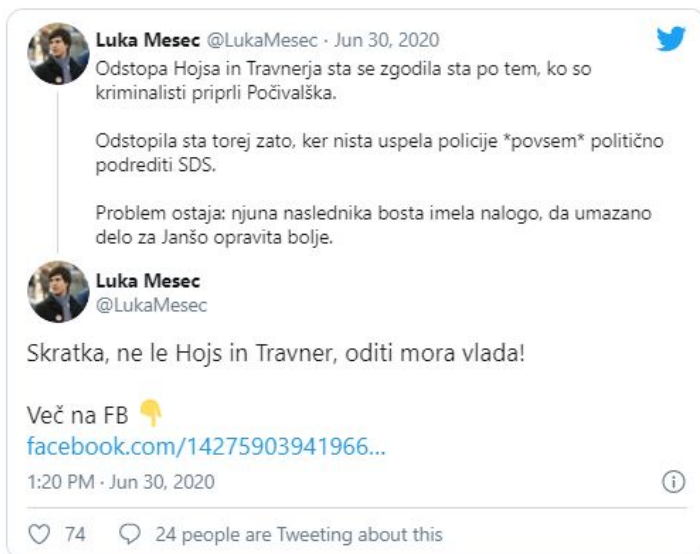 Luka Mesec @LukaMesec · Jun 30, 2020
Odstopa Hojsa in Travnerja sta se zgodila sta po tem, ko so
kriminalisti priprli Počivalška.
Odstopila sta torej zato, ker nista uspela policije *povsem* politično
podrediti SDS.
Problem ostaja: njuna naslednika bosta imela nalogo, da umazano
delo za Janšo opravita bolje.
Luka Mesec
@LukaMesec
Skratka, ne le Hojs in Travner, oditi mora vlada!
Več na FB 👇
facebook.com/14275903941966...
1:20 PM · Jun 30, 2020
74 24 people are Tweeting about this